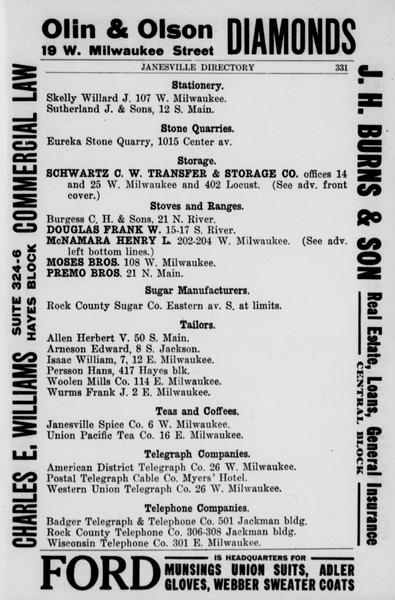 Olin & Olson DIAMONDS
19 W. Milwaukee Street
JANESVILLE DIRECTORY 331
Stationery.
Skelly Willard J. 107 W. Milwaukee.
Sutherland J. & Sons, 12 S. Main.
Stone Quarries.
Eureka Stone Quarry, 1015 Center av.
Storage.
SCHWARTZ C. W. TRANSFER & STORAGE CO. offices 14
and 25 W. Milwaukee and 402 Locust. (See adv. front
cover.)
Stoves and Ranges.
Burgess C. H. & Sons, 21 N. River.
DOUGLAS FRANK W. 15-17 S. River.
McNAMARA HENRY L. 202-204 W. Milwaukee. (See adv.
left bottom lines.)
MOSES BROS. 108 W. Milwaukee.
PREMO BROS. 21 N. Main.
Sugar Manufacturers.
Rock County Sugar Co. Eastern av. S. at limits.
Tailors.
Allen Herbert V. 50 S. Main.
Arneson Edward, 8 S. Jackson.
Isaac William, 7, 12 E. Milwaukee.
Persson Hans, 417 Hayes blk.
Woolen Mills Co. 114 E. Milwaukee.
Wurms Frank J. 2 E. Milwaukee.
Teas and Coffees.
Janesville Spice Co. 6 W. Milwaukee.
Union Pacific Tea Co. 16 E. Milwaukee.
Telegraph Companies.
American District Telegraph Co. 26 W. Milwaukee.
Postal Telegraph Cable Co. Myers' Hotel.
Western Union Telegraph Co. 26 W. Milwaukee.
Telephone Companies.
Badger Telegraph & Telephone Co. 501 Jackman bldg.
Rock County Telephone Co. 306-308 Jackman bldg.
Wisconsin Telephone Co. 301 E. Milwaukee.
CHARLES E. WILLIAMS SUITE 324-6 COMMERCIAL LAW
HAYES BLOCK
J. H. BURNS & SON Real Estate, Loans, General Insurance
CENTRAL BLOCK
FORD IS HEADQUARTERS FOR
MUNSINGS UNION SUITS, ADLER
GLOVES, WEBBER SWEATER COATS